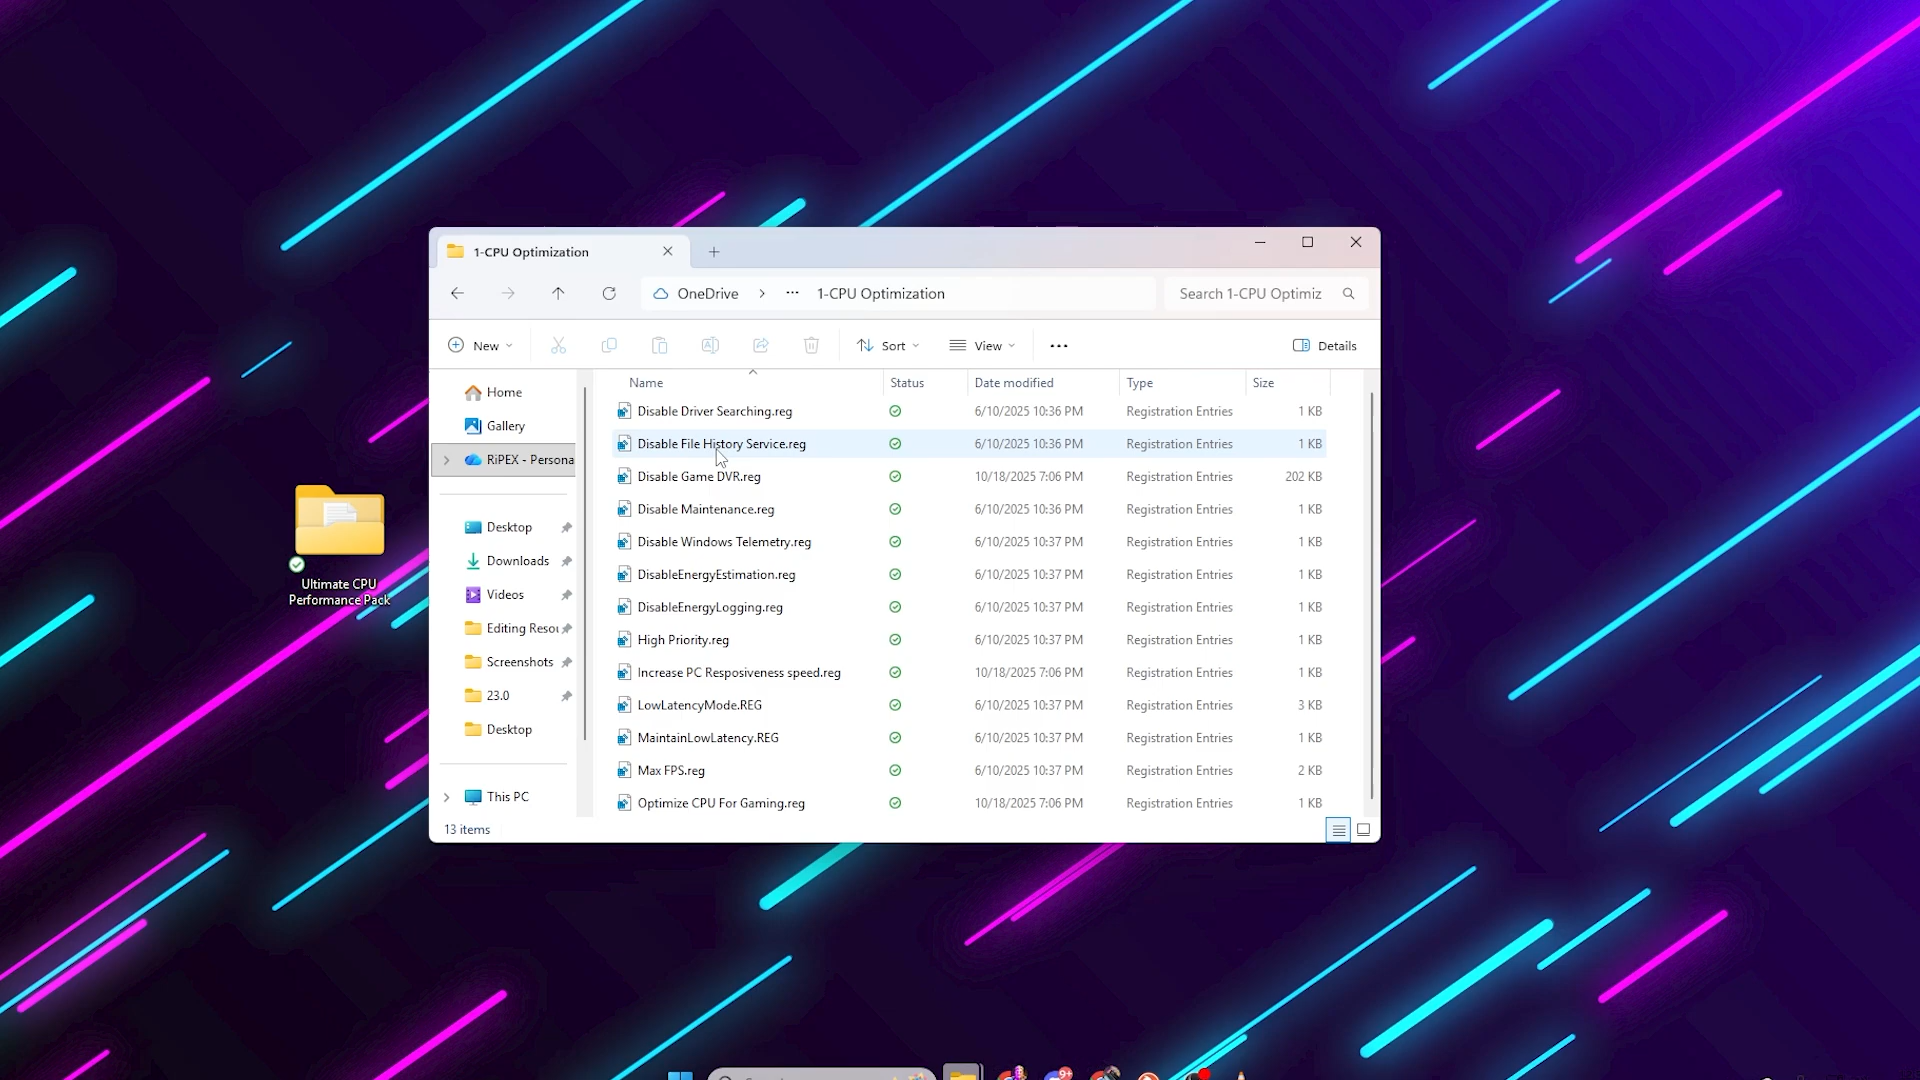 1-CPU Optimization
OneDrive
1-CPU Optimization
Search 1-CPU Optimiz
New
Sort
View
Details
Name
Status
Date modified
Type
Size
Home
Gallery
RiPEX - Persona
Desktop
Downloads
Videos
Editing Resou
Screenshots
23.0
Desktop
This PC
Disable Driver Searching.reg 6/10/2025 10:36 PM Registration Entries 1 KB
Disable File History Service.reg 6/10/2025 10:36 PM Registration Entries 1 KB
Disable Game DVR.reg 10/18/2025 7:06 PM Registration Entries 202 KB
Disable Maintenance.reg 6/10/2025 10:36 PM Registration Entries 1 KB
Disable Windows Telemetry.reg 6/10/2025 10:37 PM Registration Entries 1 KB
DisableEnergyEstimation.reg 6/10/2025 10:37 PM Registration Entries 1 KB
DisableEnergyLogging.reg 6/10/2025 10:37 PM Registration Entries 1 KB
High Priority.reg 6/10/2025 10:37 PM Registration Entries 1 KB
Increase PC Resposiveness speed.reg 10/18/2025 7:06 PM Registration Entries 1 KB
LowLatencyMode.REG 6/10/2025 10:37 PM Registration Entries 3 KB
MaintainLowLatency.REG 6/10/2025 10:37 PM Registration Entries 1 KB
Max FPS.reg 6/10/2025 10:37 PM Registration Entries 2 KB
Optimize CPU For Gaming.reg 10/18/2025 7:06 PM Registration Entries 1 KB
13 items
Ultimate CPU
Performance Pack
9+